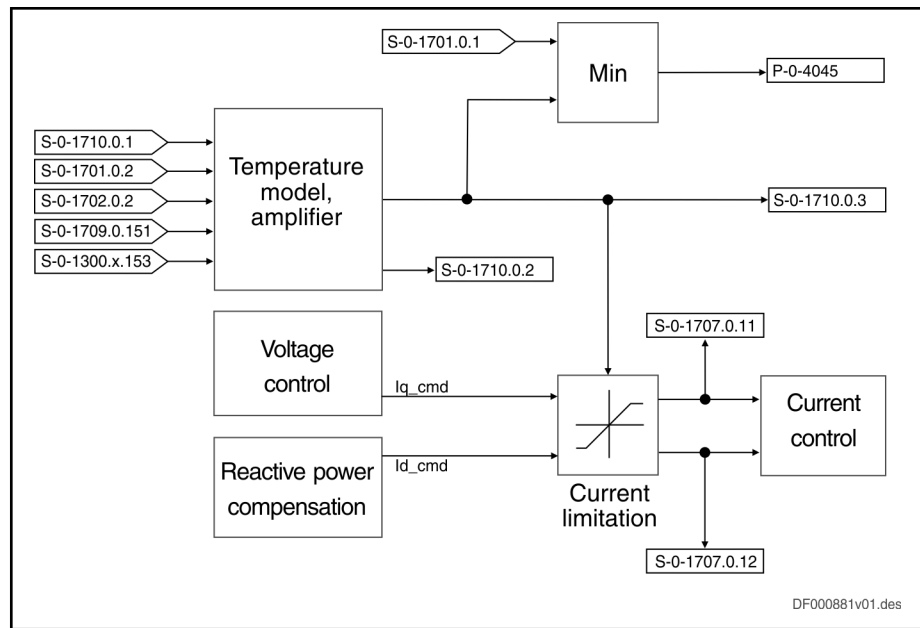 S-0-1701.0.1
Min
P-0-4045
S-0-1710.0.1
S-0-1701.0.2
S-0-1702.0.2
S-0-1709.0.151
S-0-1300.x.153
Temperature
model,
amplifier
S-0-1710.0.3
S-0-1710.0.2
Voltage
control
Iq_cmd
S-0-1707.0.11
Reactive power
compensation
Id_cmd
Current
limitation
Current
control
S-0-1707.0.12
DF000881v01.des